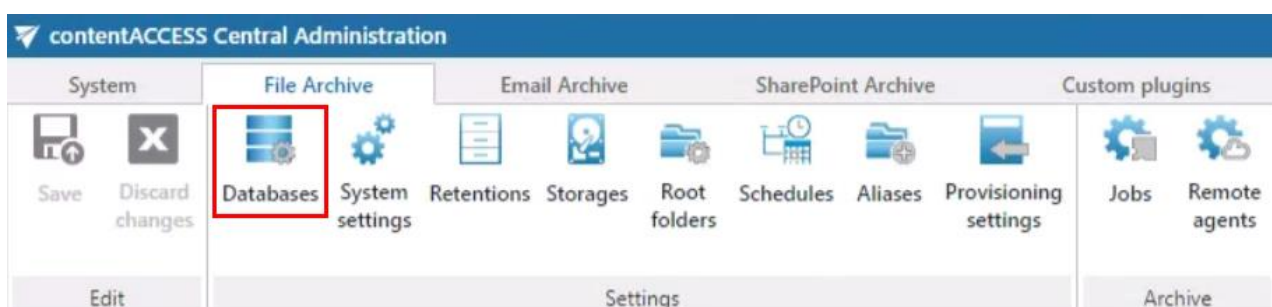 contentACCESS Central Administration
System File Archive Email Archive SharePoint Archive Custom plugins
Save Discard changes Databases System settings Retentions Storages Root folders Schedules Aliases Provisioning settings Jobs Remote agents
Edit Settings Archive